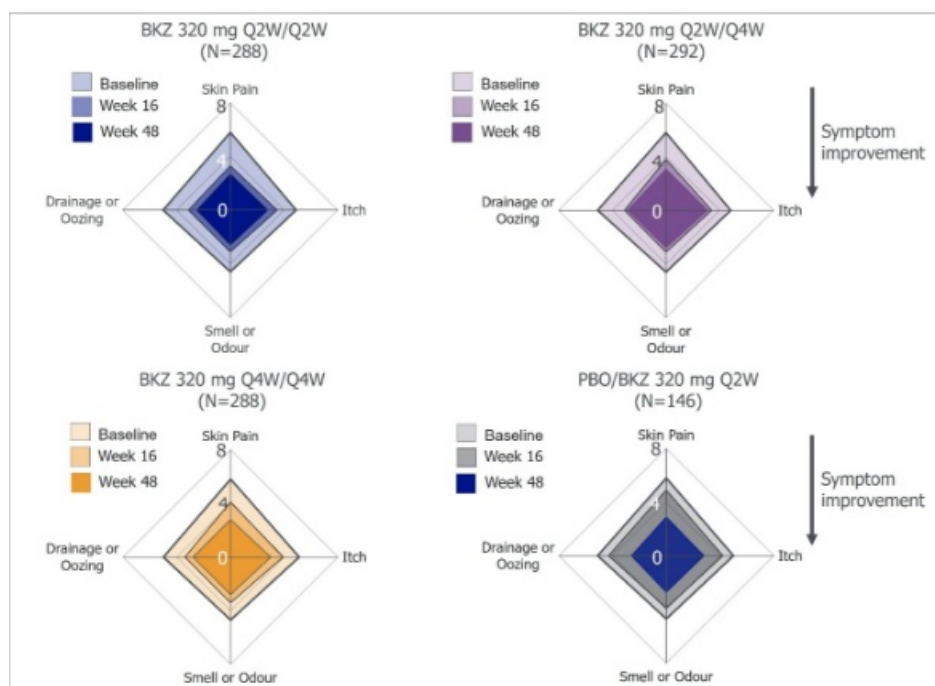 BKZ 320 mg Q2W/Q2W
(N=288)
Baseline
Week 16
Week 48
Skin Pain
8
4
0
Drainage or
Oozing
Itch
Smell or
Odour
BKZ 320 mg Q2W/Q4W
(N=292)
Baseline
Week 16
Week 48
Skin Pain
8
4
0
Drainage or
Oozing
Itch
Smell or
Odour
Symptom
improvement
BKZ 320 mg Q4W/Q4W
(N=288)
Baseline
Week 16
Week 48
Skin Pain
8
4
0
Drainage or
Oozing
Itch
Smell or Odour
PBO/BKZ 320 mg Q2W
(N=146)
Baseline
Week 16
Week 48
Skin Pain
8
4
0
Drainage or
Oozing
Itch
Smell or Odour
Symptom
improvement